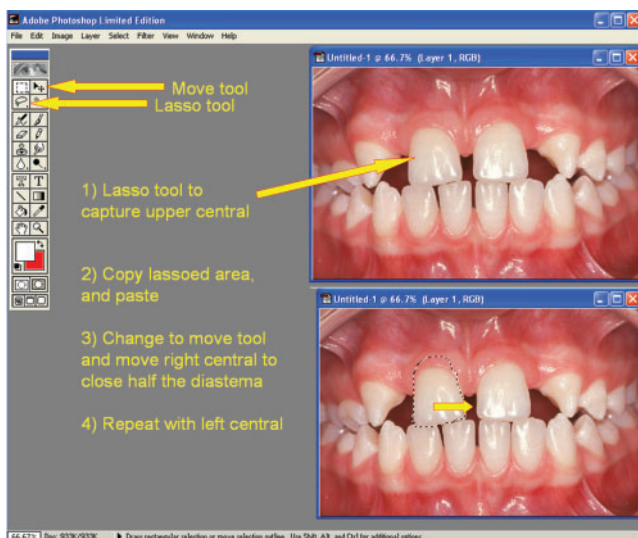 Adobe Photoshop Limited Edition
File Edit Image Layer Select Filter View Window Help
Untitled-1 @ 66.7% (Layer 1, RGB)
Move tool
Lasso tool
1) Lasso tool to
capture upper central
2) Copy lassoed area,
and paste
Untitled-1 @ 66.7% (Layer 1, RGB)
3) Change to move tool
and move right central to
close half the diastema
4) Repeat with left central
66.67% Doc: 933K/933K Draw rectangular selection or move selection outline. Use Shift, Alt, and Ctrl for additional options.